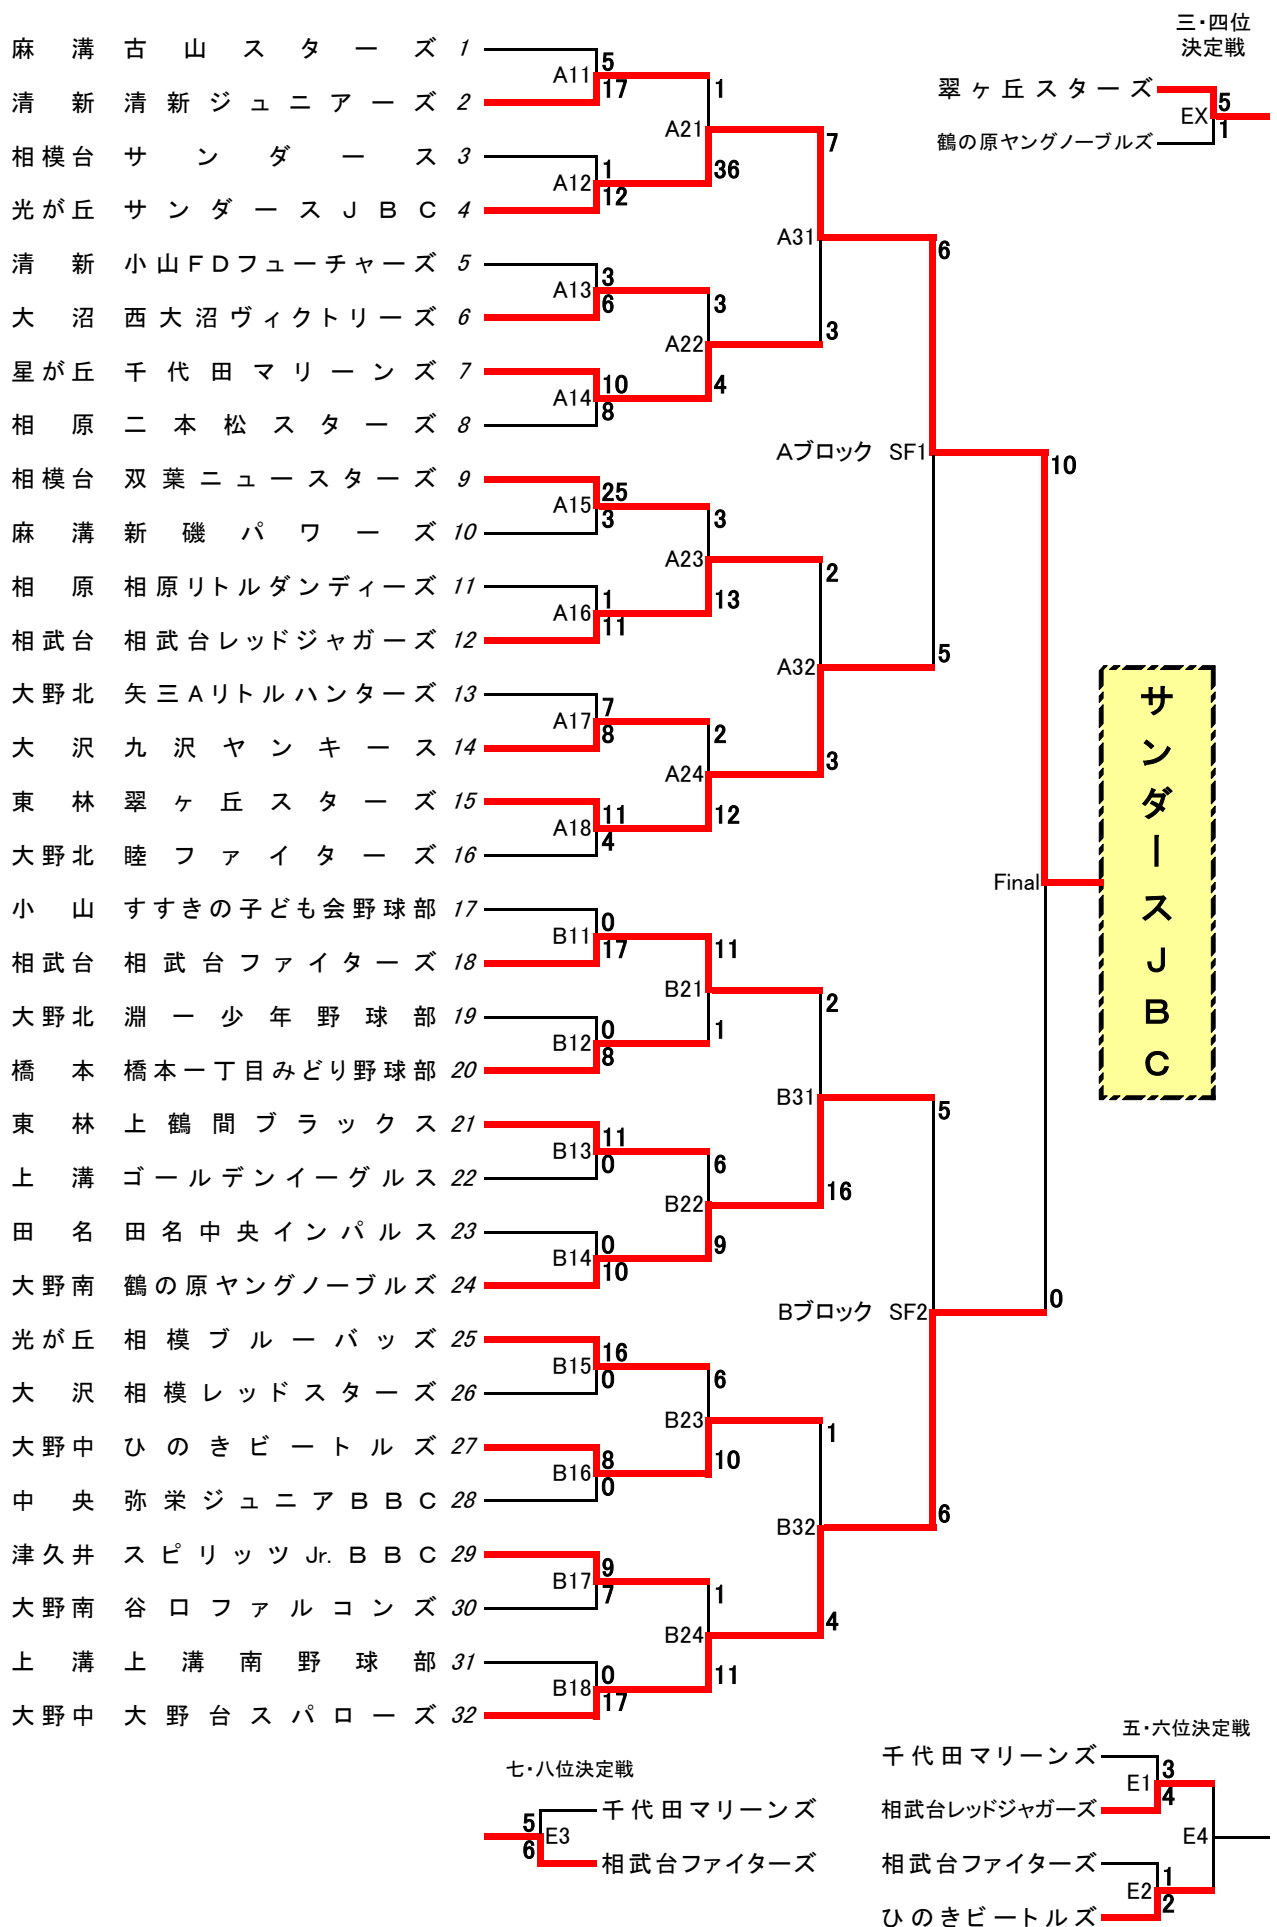 三・四位
決定戦
麻溝 古山スターズ 1
5
A11
17
清新 清新ジュニアーズ 2
1
翠ヶ丘スターズ
5
EX
1
鶴の原ヤングノーブルズ
A21
7
相模台 サンダース 3
1
A12
12
36
光が丘 サンダースJBC 4
A31
6
清新 小山FDフューチャーズ 5
3
A13
6
大沼 西大沼ヴィクトリーズ 6
3
A22
3
星が丘 千代田マリーンズ 7
10
A14
8
4
相原 二本松スターズ 8
Aブロック SF1
10
相模台 双葉ニュースターズ 9
25
A15
3
麻溝 新磯パワーズ 10
3
A23
2
相原 相原リトルダンディーズ 11
1
A16
11
13
相武台 相武台レッドジャガーズ 12
A32
5
大野北 矢三Aリトルハンターズ 13
7
A17
8
大沢 九沢ヤンキース 14
2
A24
3
東林 翠ヶ丘スターズ 15
11
A18
4
12
大野北 睦ファイターズ 16
Final
サンダースJBC
小山 すすきの子ども会野球部 17
0
B11
17
相武台 相武台ファイターズ 18
11
B21
2
大野北 淵一少年野球部 19
0
B12
8
1
橋本 橋本一丁目みどり野球部 20
B31
5
東林 上鶴間ブラックス 21
11
B13
0
上溝 ゴールデンイーグルス 22
6
B22
16
田名 田名中央インパルス 23
0
B14
10
9
大野南 鶴の原ヤングノーブルズ 24
Bブロック SF2
0
光が丘 相模ブルーバッズ 25
16
B15
0
大沢 相模レッドスターズ 26
6
B23
1
大野中 ひのきビートルズ 27
8
B16
0
10
中央 弥栄ジュニアBBC 28
B32
6
津久井 スピリッツJr.BBC 29
9
B17
7
大野南 谷口ファルコンズ 30
1
B24
4
上溝 上溝南野球部 31
0
B18
17
11
大野中 大野台スパローズ 32
七・八位決定戦
千代田マリーンズ
5
E3
6
相武台ファイターズ
五・六位決定戦
千代田マリーンズ
3
E1
4
相武台レッドジャガーズ
E4
相武台ファイターズ
1
E2
2
ひのきビートルズ